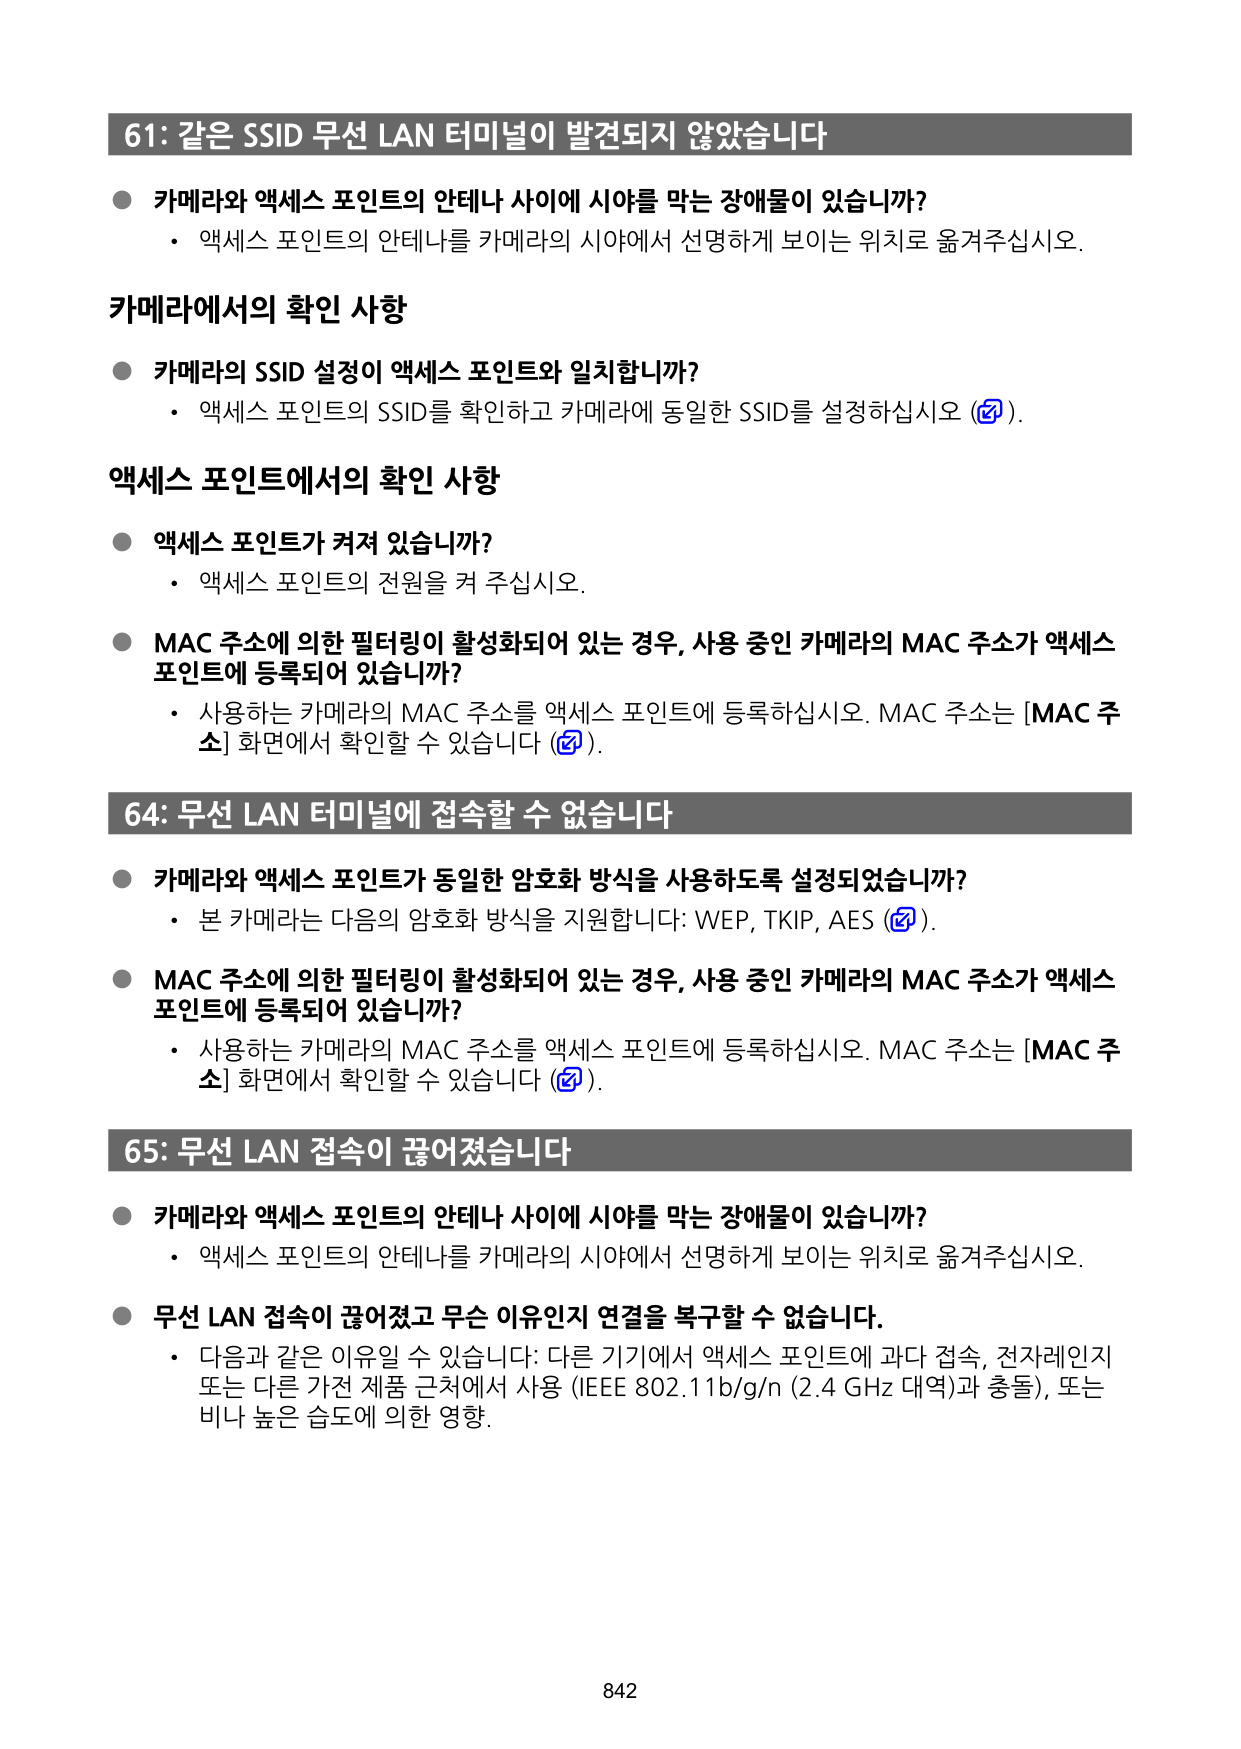 61: 같은 SSID 무선 LAN 터미널이 발견되지 않았습니다
● 카메라와 액세스 포인트의 안테나 사이에 시야를 막는 장애물이 있습니까?
• 액세스 포인트의 안테나를 카메라의 시야에서 선명하게 보이는 위치로 옮겨주십시오.
카메라에서의 확인 사항
● 카메라의 SSID 설정이 액세스 포인트와 일치합니까?
• 액세스 포인트의 SSID를 확인하고 카메라에 동일한 SSID를 설정하십시오 ( ).
액세스 포인트에서의 확인 사항
● 액세스 포인트가 켜져 있습니까?
• 액세스 포인트의 전원을 켜 주십시오.
● MAC 주소에 의한 필터링이 활성화되어 있는 경우, 사용 중인 카메라의 MAC 주소가 액세스
포인트에 등록되어 있습니까?
• 사용하는 카메라의 MAC 주소를 액세스 포인트에 등록하십시오. MAC 주소는 [MAC 주
소] 화면에서 확인할 수 있습니다 ( ).
64: 무선 LAN 터미널에 접속할 수 없습니다
● 카메라와 액세스 포인트가 동일한 암호화 방식을 사용하도록 설정되었습니까?
• 본 카메라는 다음의 암호화 방식을 지원합니다: WEP, TKIP, AES ( ).
● MAC 주소에 의한 필터링이 활성화되어 있는 경우, 사용 중인 카메라의 MAC 주소가 액세스
포인트에 등록되어 있습니까?
• 사용하는 카메라의 MAC 주소를 액세스 포인트에 등록하십시오. MAC 주소는 [MAC 주
소] 화면에서 확인할 수 있습니다 ( ).
65: 무선 LAN 접속이 끊어졌습니다
● 카메라와 액세스 포인트의 안테나 사이에 시야를 막는 장애물이 있습니까?
• 액세스 포인트의 안테나를 카메라의 시야에서 선명하게 보이는 위치로 옮겨주십시오.
● 무선 LAN 접속이 끊어졌고 무슨 이유인지 연결을 복구할 수 없습니다.
• 다음과 같은 이유일 수 있습니다: 다른 기기에서 액세스 포인트에 과다 접속, 전자레인지
또는 다른 가전 제품 근처에서 사용 (IEEE 802.11b/g/n (2.4 GHz 대역)과 충돌), 또는
비나 높은 습도에 의한 영향.
842